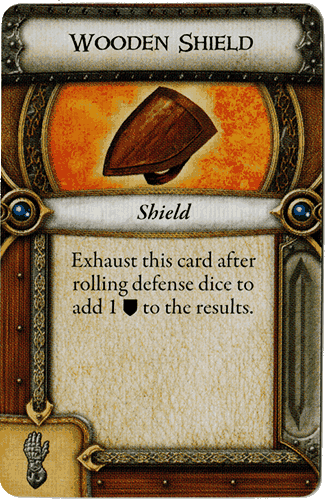 Wooden Shield
Shield
Exhaust this card after
rolling defense dice to
add 1 to the results.